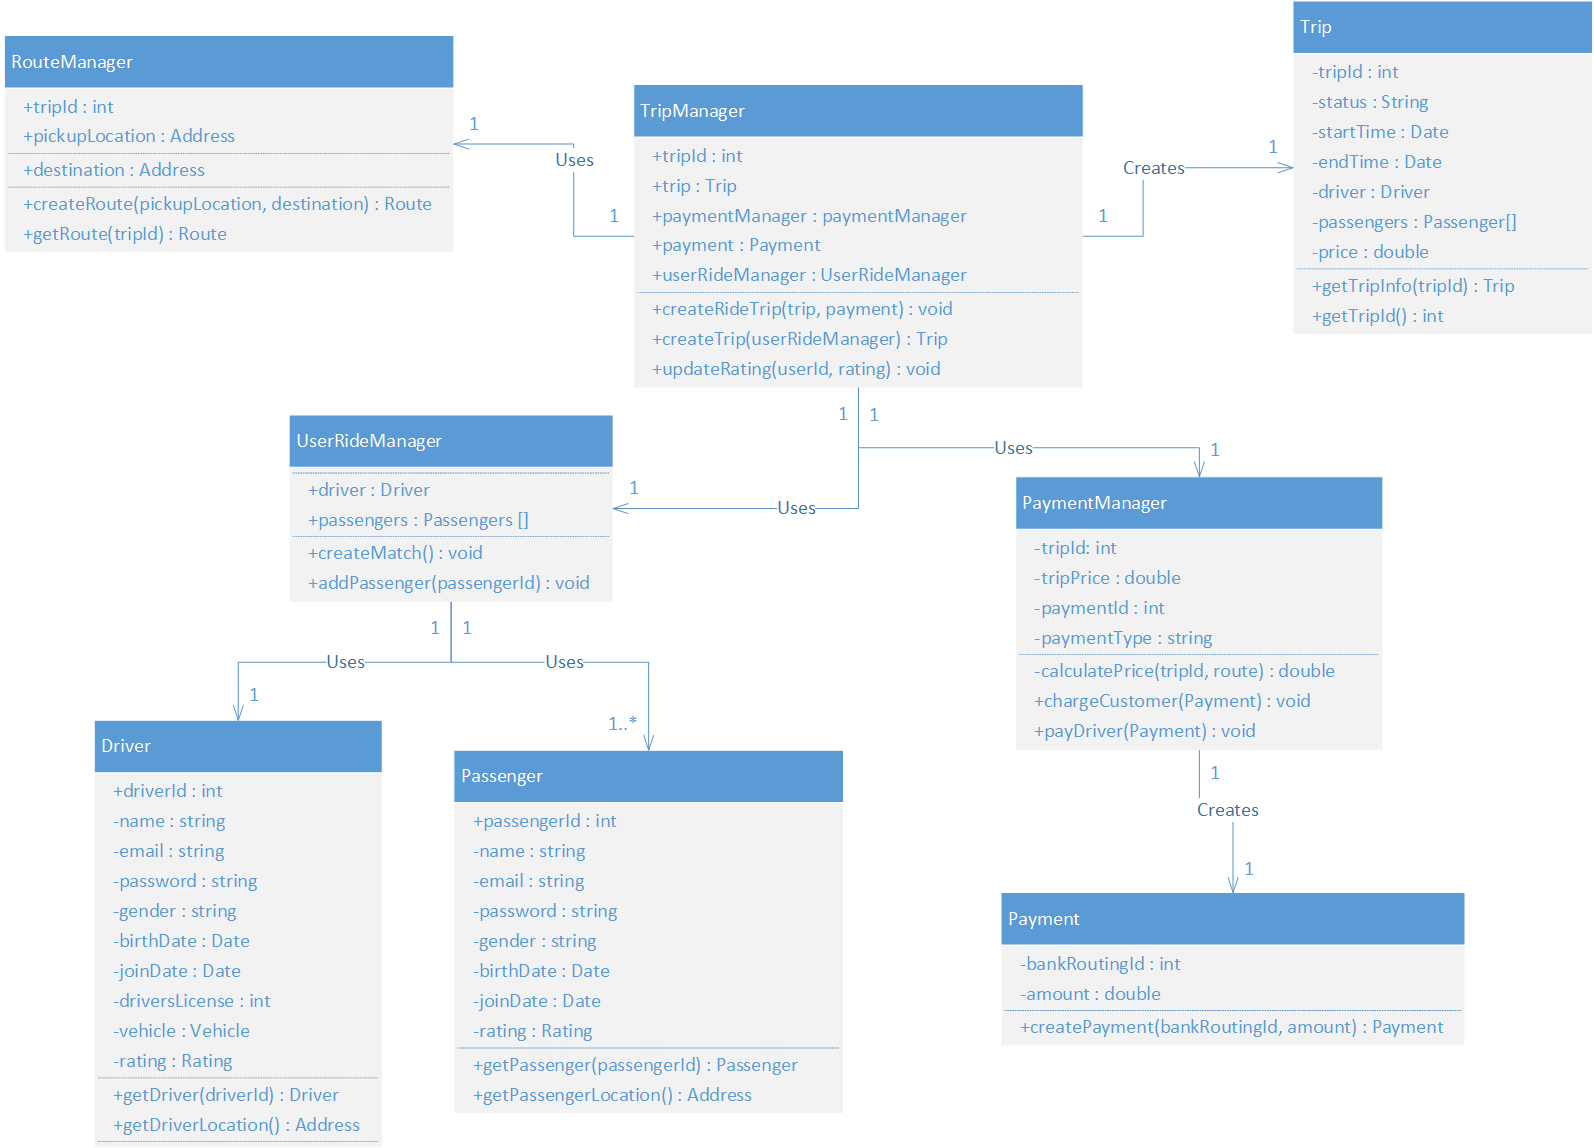 RouteManager
+tripId : int
+pickupLocation : Address
+destination : Address
+createRoute(pickupLocation, destination) : Route
+getRoute(tripId) : Route
1
Uses
1
TripManager
+tripId : int
+trip : Trip
+paymentManager : paymentManager
+payment : Payment
+userRideManager : UserRideManager
+createRideTrip(trip, payment) : void
+createTrip(userRideManager) : Trip
+updateRating(userId, rating) : void
1
Creates
1
Trip
-tripId : int
-status : String
-startTime : Date
-endTime : Date
-driver : Driver
-passengers : Passenger[]
-price : double
+getTripInfo(tripId) : Trip
+getTripId() : int
1
1
Uses
1
Uses
1
UserRideManager
+driver : Driver
+passengers : Passengers []
+createMatch() : void
+addPassenger(passengerId) : void
PaymentManager
-tripId: int
-tripPrice : double
-paymentId : int
-paymentType : string
-calculatePrice(tripId, route) : double
+chargeCustomer(Payment) : void
+payDriver(Payment) : void
1
1
Uses
Uses
1
1..*
1
Creates
1
Driver
+driverId : int
-name : string
-email : string
-password : string
-gender : string
-birthDate : Date
-joinDate : Date
-driversLicense : int
-vehicle : Vehicle
-rating : Rating
+getDriver(driverId) : Driver
+getDriverLocation() : Address
Passenger
+passengerId : int
-name : string
-email : string
-password : string
-gender : string
-birthDate : Date
-joinDate : Date
-rating : Rating
+getPassenger(passengerId) : Passenger
+getPassengerLocation() : Address
Payment
-bankRoutingId : int
-amount : double
+createPayment(bankRoutingId, amount) : Payment